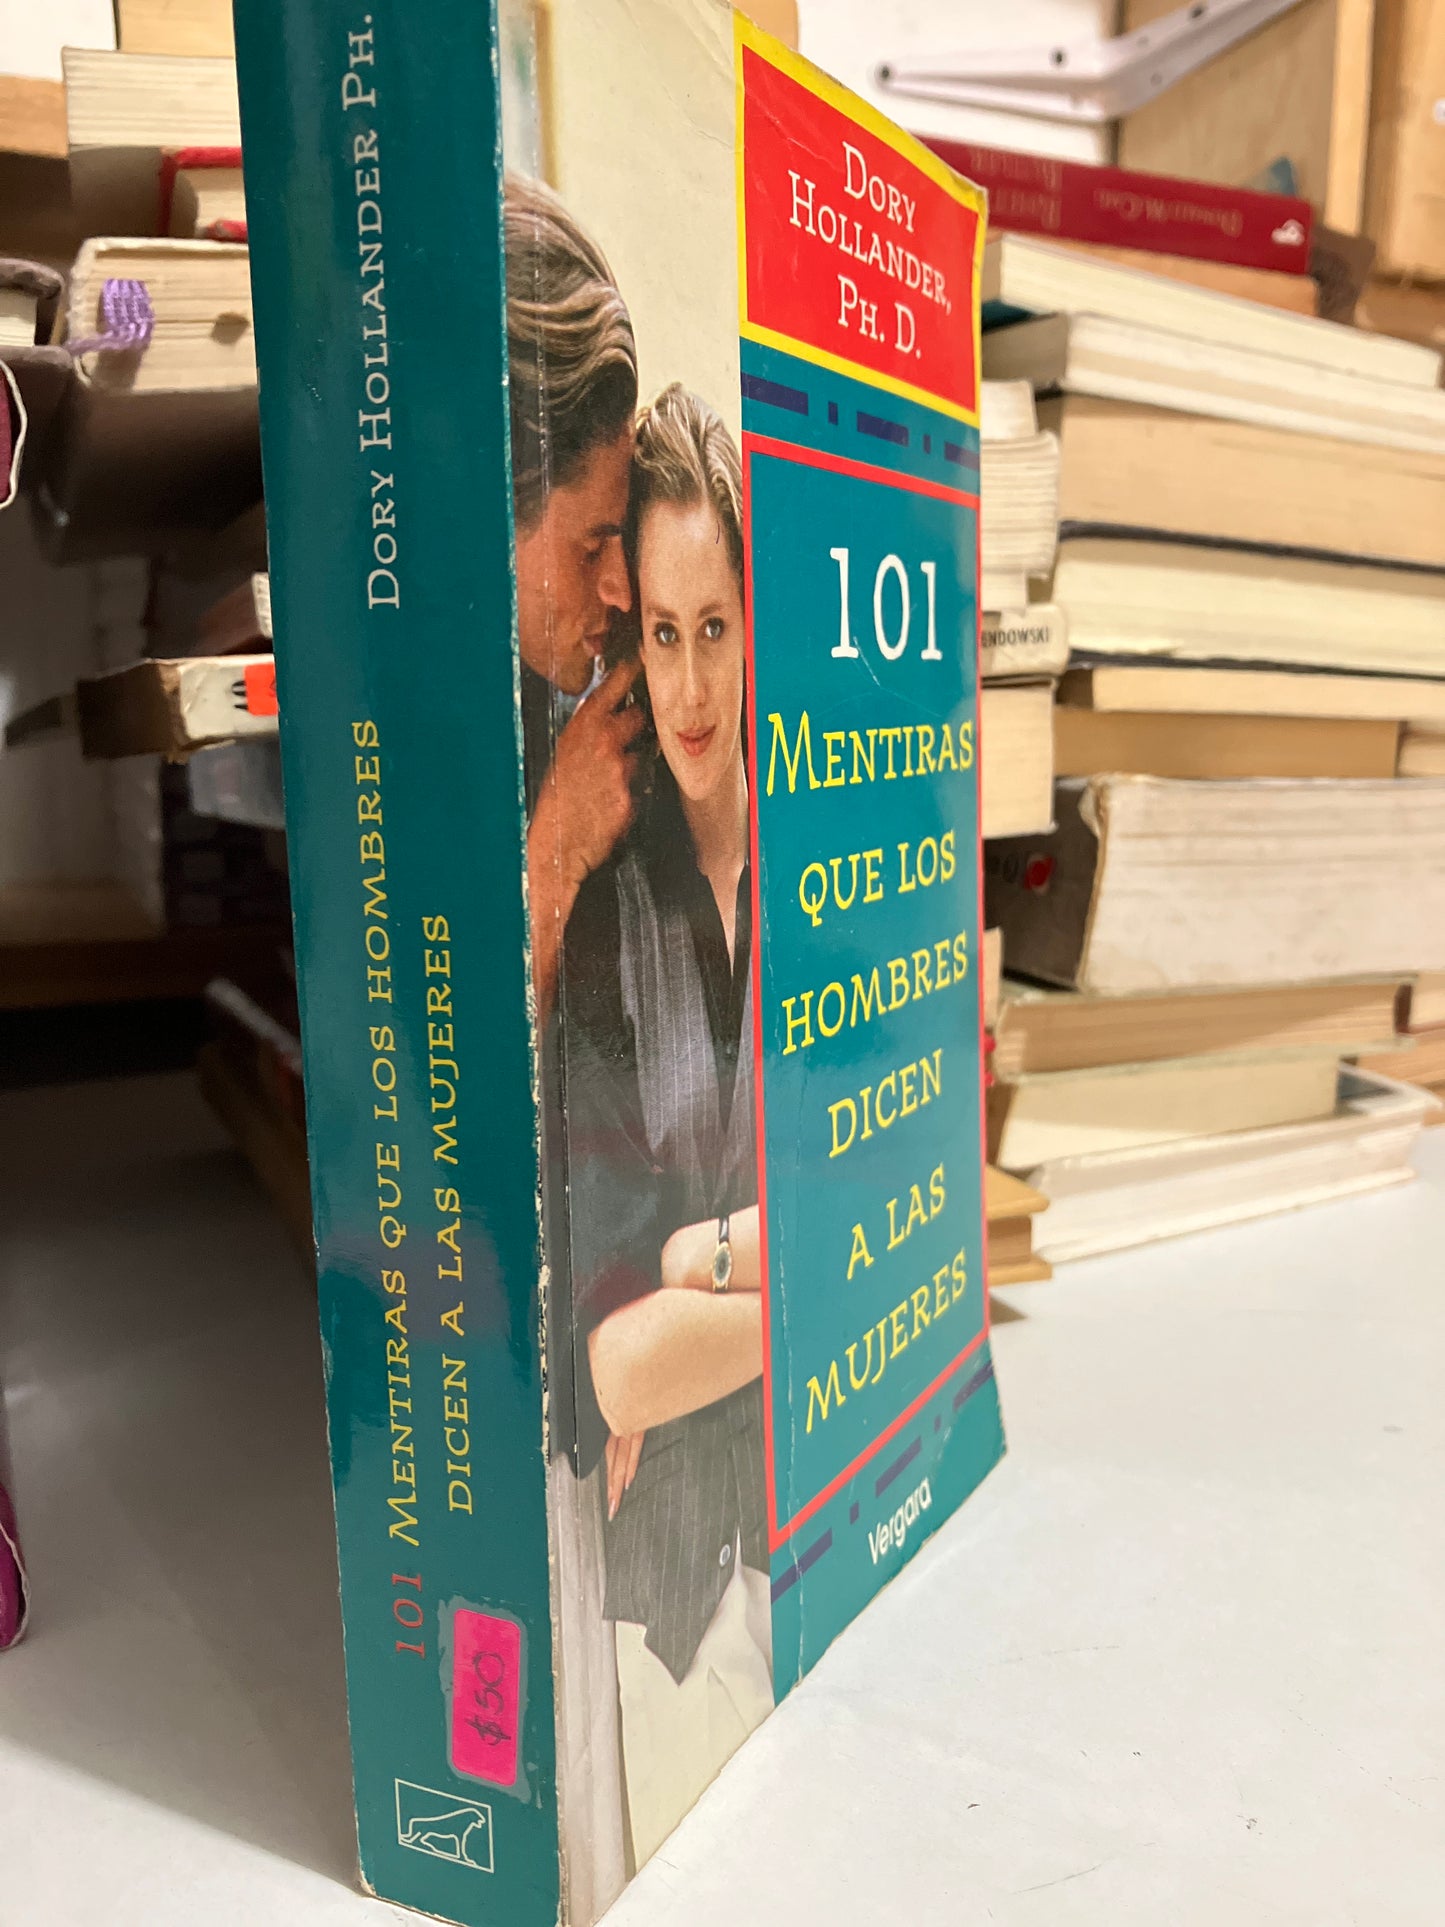 DORY HOLLANDER PH.
101 MENTIRAS QUE LOS HOMBRES
DICEN A LAS MUJERES
$50
DORY
HOLLANDER,
PH. D.
101
MENTIRAS
QUE LOS
HOMBRES
DICEN
A LAS
MUJERES
Vergara
ENDOWSKI